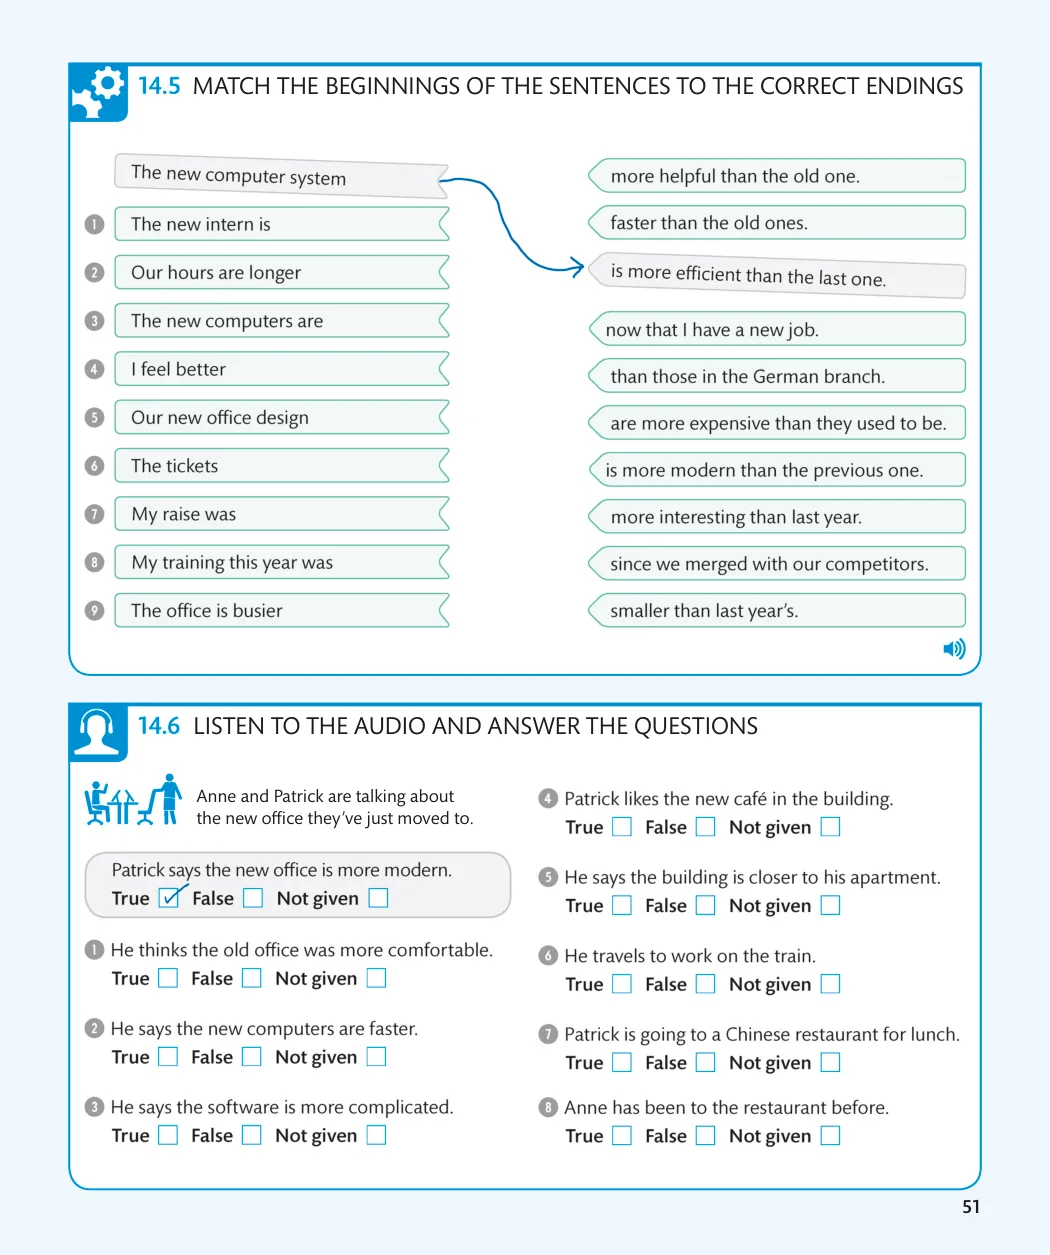 14.5 MATCH THE BEGINNINGS OF THE SENTENCES TO THE CORRECT ENDINGS
The new computer system
1 The new intern is
2 Our hours are longer
3 The new computers are
4 I feel better
5 Our new office design
6 The tickets
7 My raise was
8 My training this year was
9 The office is busier
more helpful than the old one.
faster than the old ones.
is more efficient than the last one.
now that I have a new job.
than those in the German branch.
are more expensive than they used to be.
is more modern than the previous one.
more interesting than last year.
since we merged with our competitors.
smaller than last year's.
14.6 LISTEN TO THE AUDIO AND ANSWER THE QUESTIONS
Anne and Patrick are talking about
the new office they've just moved to.
Patrick says the new office is more modern.
True False Not given
1 He thinks the old office was more comfortable.
True False Not given
2 He says the new computers are faster.
True False Not given
3 He says the software is more complicated.
True False Not given
4 Patrick likes the new café in the building.
True False Not given
5 He says the building is closer to his apartment.
True False Not given
6 He travels to work on the train.
True False Not given
7 Patrick is going to a Chinese restaurant for lunch.
True False Not given
8 Anne has been to the restaurant before.
True False Not given
51